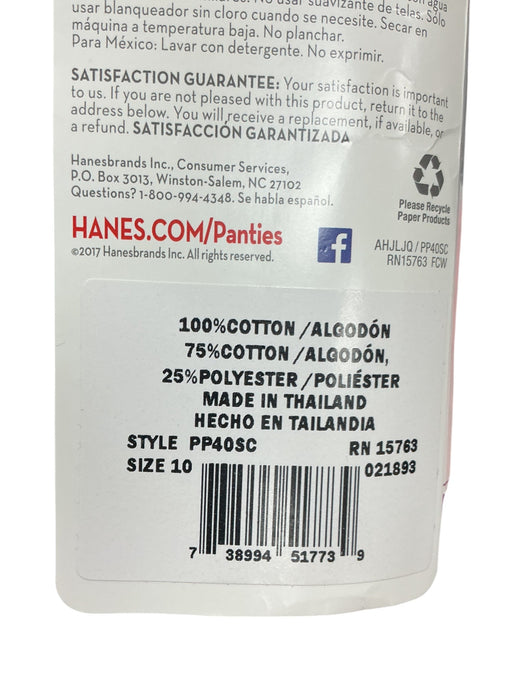 No usar suavizante de telas. Sólo
usar blanqueador sin cloro cuando se necesite. Secar en
máquina a temperatura baja. No planchar.
Para México: Lavar con detergente. No exprimir.
SATISFACTION GUARANTEE: Your satisfaction is important
to us. If you are not pleased with this product, return it to the
address below. You will receive a replacement, if available, or
a refund. SATISFACCIÓN GARANTIZADA
Hanesbrands Inc., Consumer Services,
P.O. Box 3013, Winston-Salem, NC 27102
Questions? 1-800-994-4348. Se habla español.
HANES.COM/Panties
©2017 Hanesbrands Inc. All rights reserved.
f
Please Recycle
Paper Products
AHJLJQ / PP40SC
RN15763 FCW
100%COTTON /ALGODÓN
75%COTTON /ALGODÓN,
25%POLYESTER /POLIÉSTER
MADE IN THAILAND
HECHO EN TAILANDIA
STYLE PP40SC RN 15763
SIZE 10 021893
7 38994 51773 9